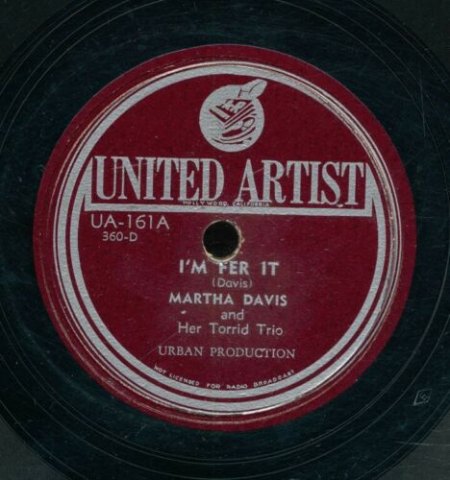 UNITED ARTIST
HOLLYWOOD, CALIFORNIA
UA-161A
360-D
I'M FER IT
(Davis)
MARTHA DAVIS
and
Her Torrid Trio
URBAN PRODUCTION
NOT LICENSED FOR RADIO BROADCAST